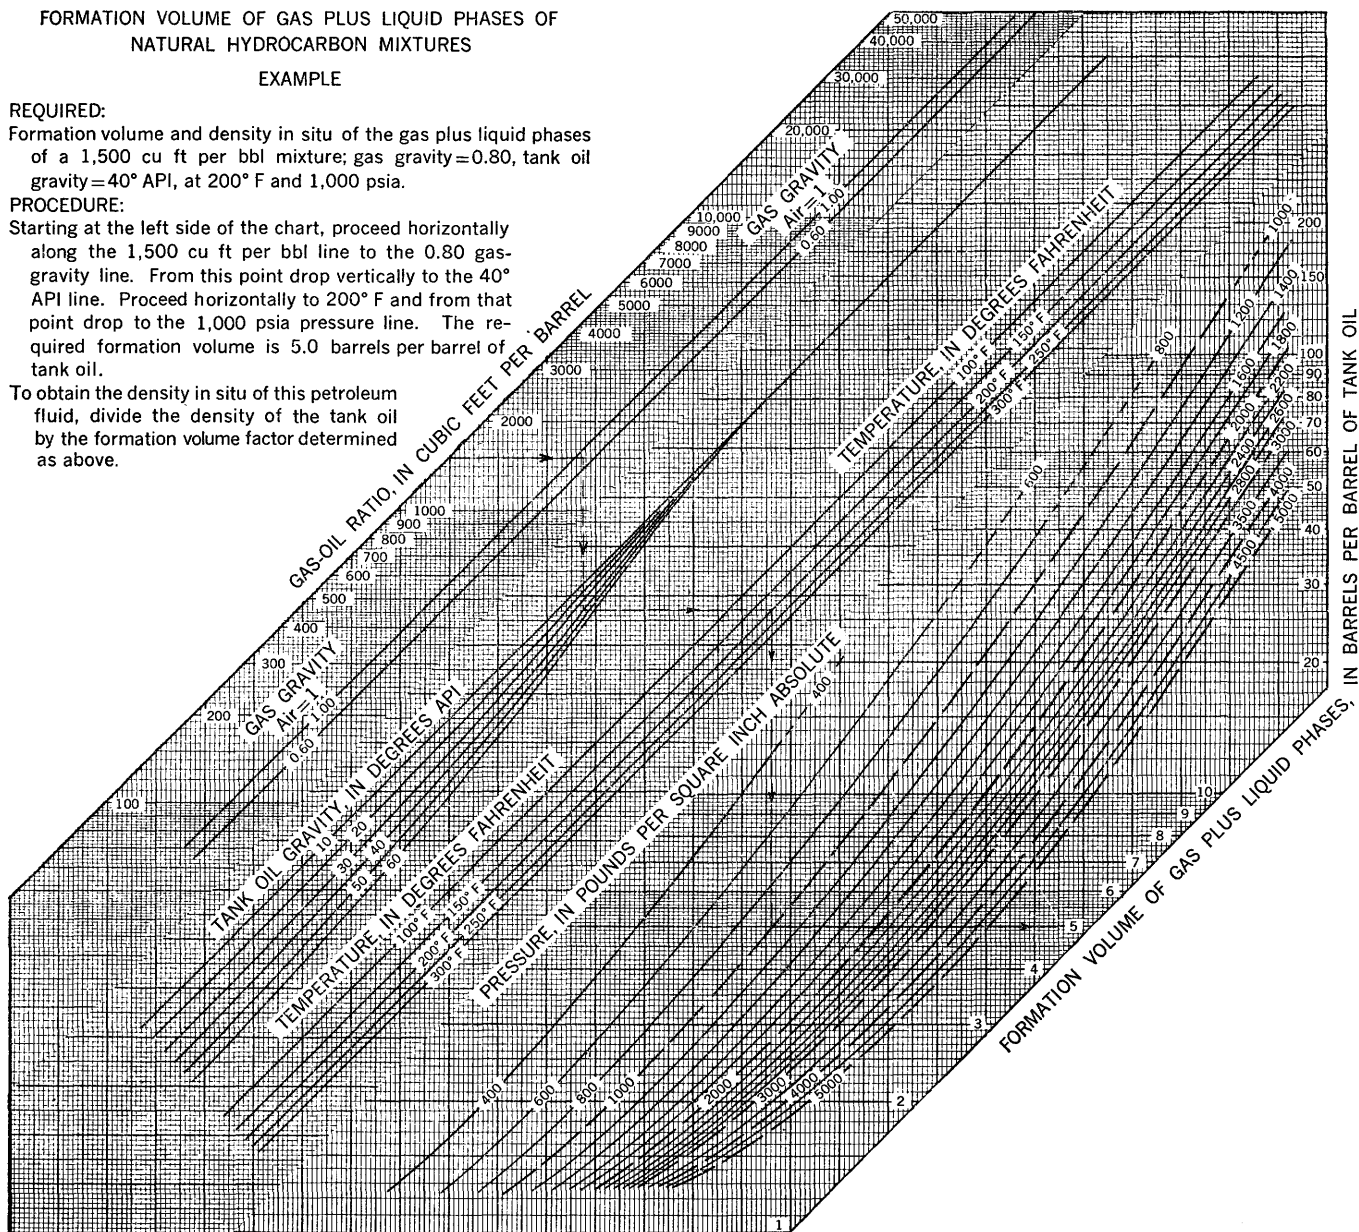 FORMATION VOLUME OF GAS PLUS LIQUID PHASES OF
NATURAL HYDROCARBON MIXTURES
EXAMPLE
REQUIRED:
Formation volume and density in situ of the gas plus liquid phases
of a 1,500 cu ft per bbl mixture; gas gravity=0.80, tank oil
gravity=40° API, at 200° F and 1,000 psia.
PROCEDURE:
Starting at the left side of the chart, proceed horizontally
along the 1,500 cu ft per bbl line to the 0.80 gas-
gravity line. From this point drop vertically to the 40°
API line. Proceed horizontally to 200° F and from that
point drop to the 1,000 psia pressure line. The re-
quired formation volume is 5.0 barrels per barrel of
tank oil.
To obtain the density in situ of this petroleum
fluid, divide the density of the tank oil
by the formation volume factor determined
as above.
GAS-OIL RATIO, IN CUBIC FEET PER BARREL
50,000
40,000
30,000
20,000
10,000
9000
8000
7000
6000
5000
4000
3000
2000
1000
900
800
700
600
500
400
300
200
100
GAS GRAVITY
Air = 1
0.60
1.00
GAS GRAVITY
Air = 1
0.60
1.00
TANK OIL GRAVITY, IN DEGREES API
10
20
30
40
50
60
TEMPERATURE IN DEGREES FAHRENHEIT
100° F
150° F
200° F
250° F
300° F
TEMPERATURE IN DEGREES FAHRENHEIT
100° F
150° F
200° F
250° F
300° F
PRESSURE, IN POUNDS PER SQUARE INCH ABSOLUTE
400
600
800
1000
1200
1400
1600
1800
2000
2200
2400
2600
2800
3000
3500
4000
4500
5000
400
600
800
1000
2000
3000
4000
5000
FORMATION VOLUME OF GAS PLUS LIQUID PHASES,
IN BARRELS PER BARREL OF TANK OIL
200
150
100
90
80
70
60
50
40
30
20
10
9
8
7
6
5
4
3
2
1